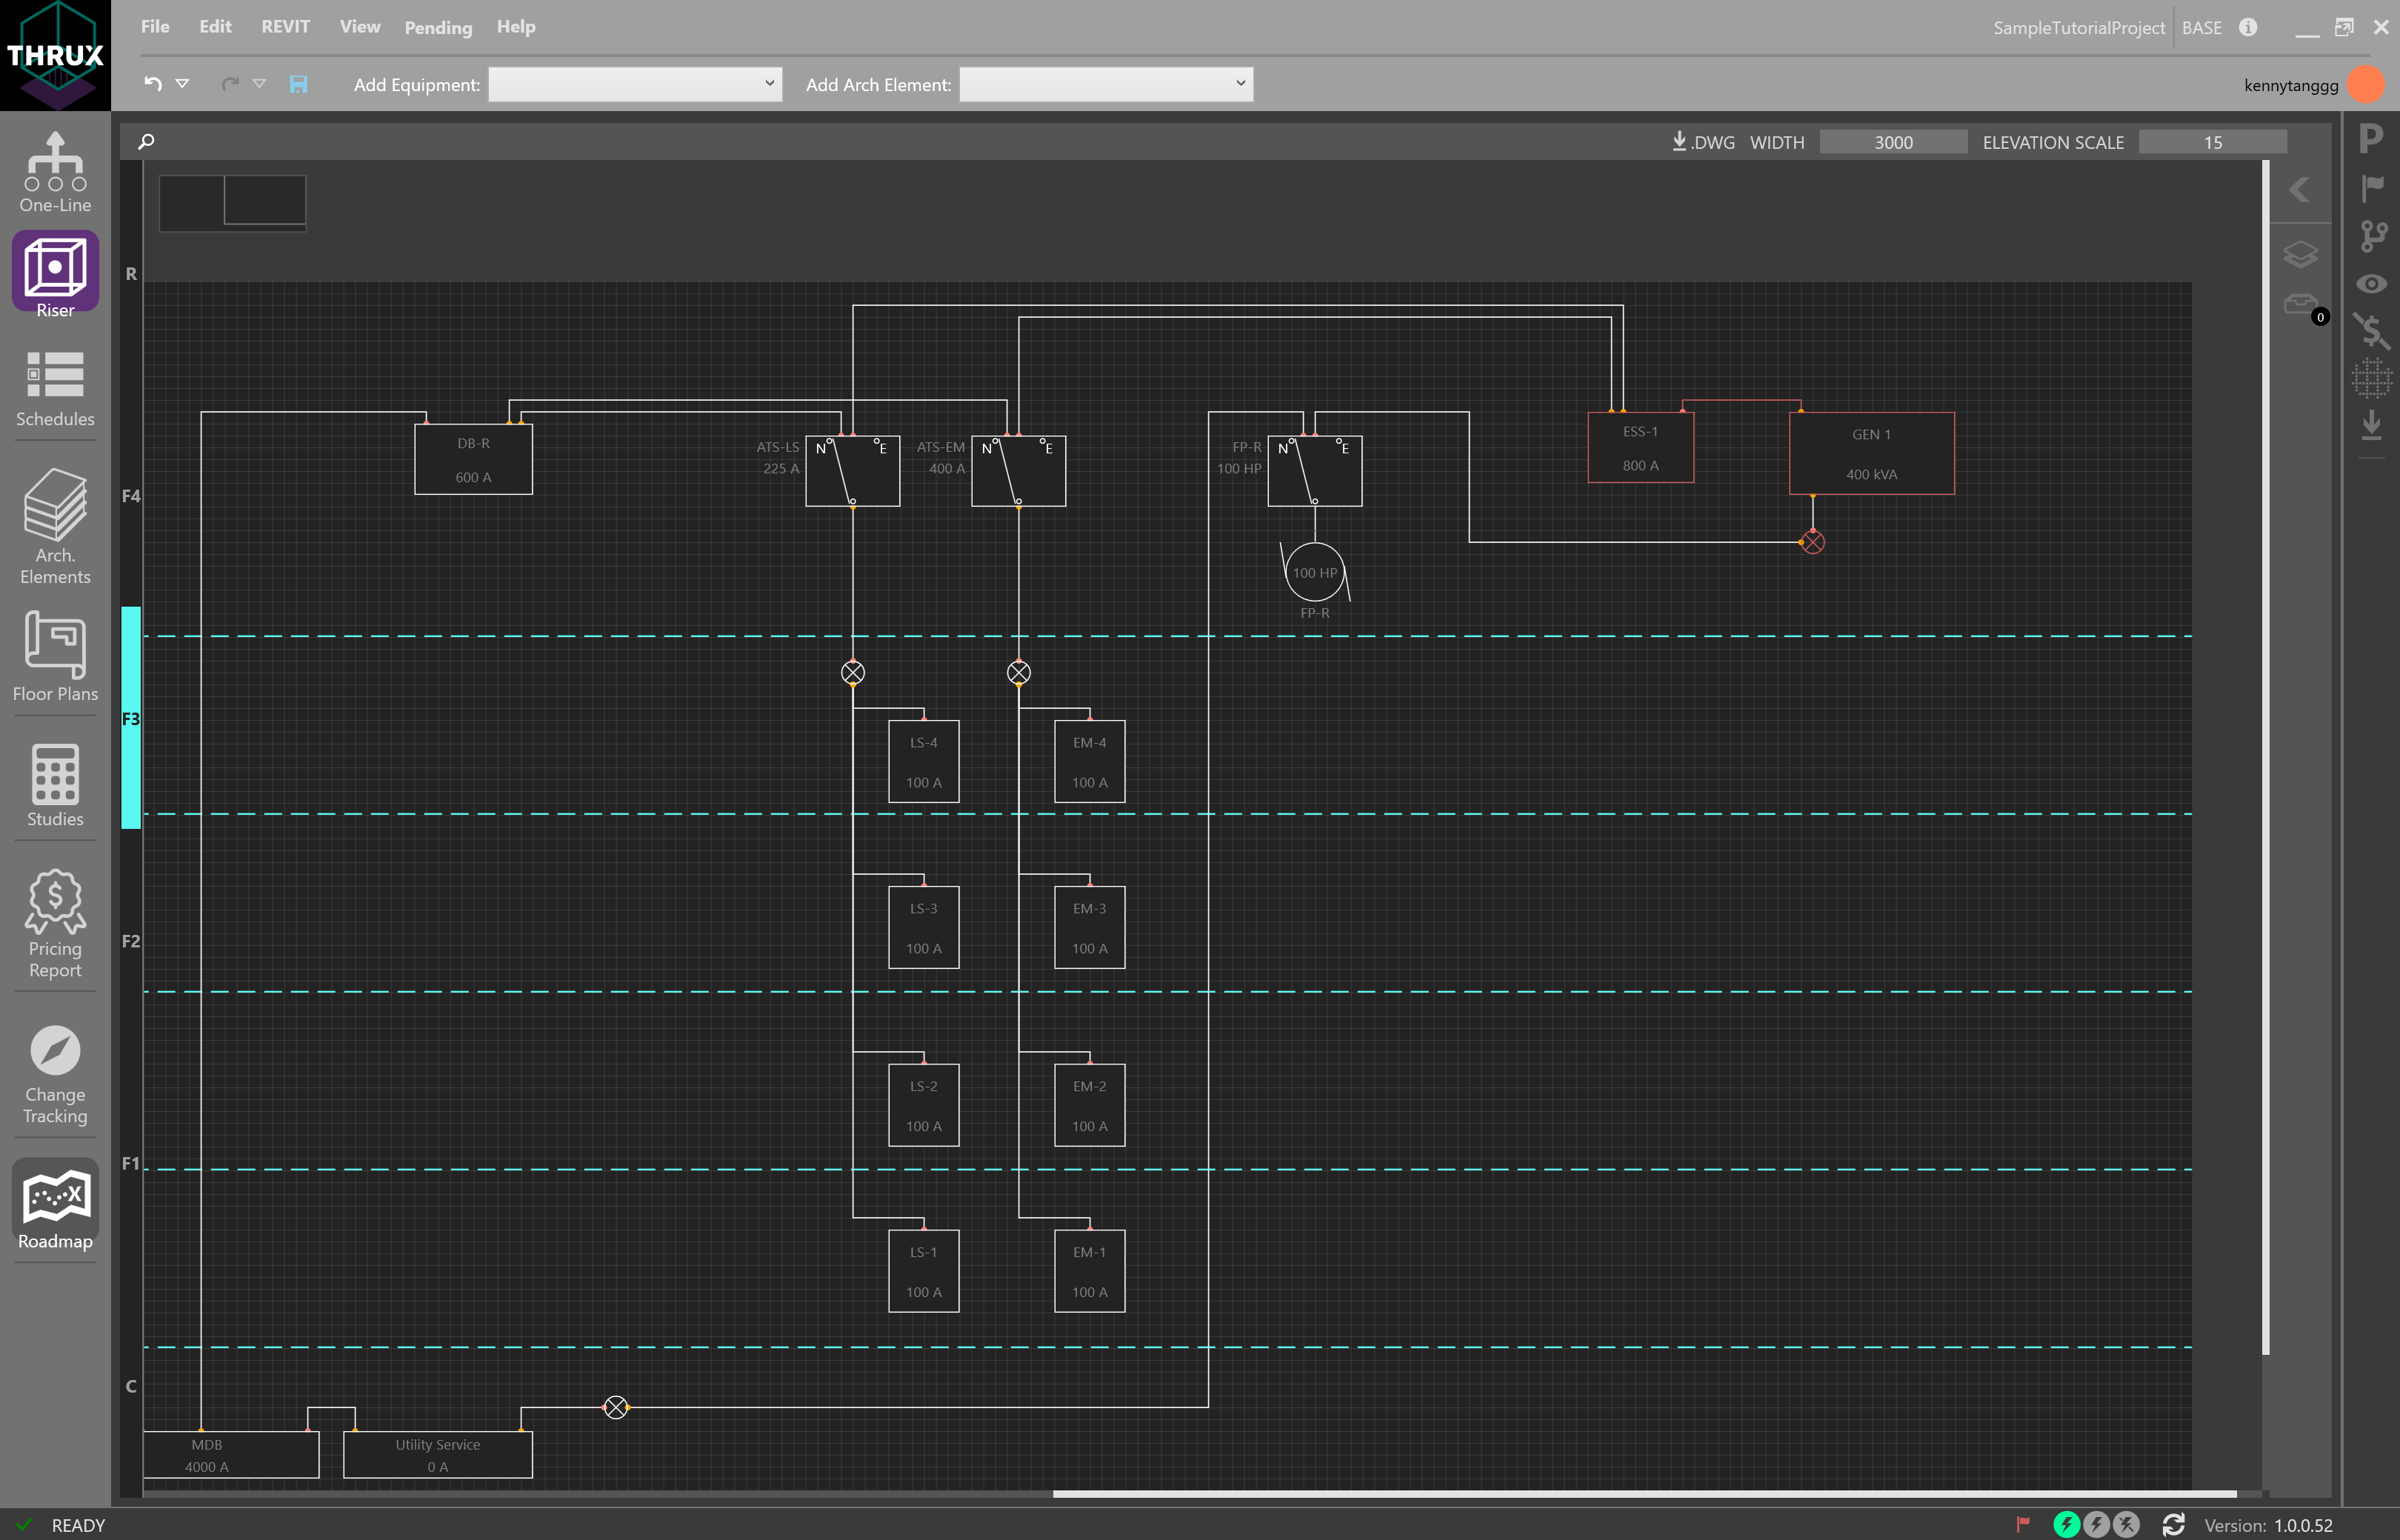 THRUX
File Edit REVIT View Pending Help
SampleTutorialProject BASE
Add Equipment: Add Arch Element:
kennytanggg
.DWG WIDTH 3000 ELEVATION SCALE 15
One-Line
Riser
Schedules
Arch.
Elements
Floor Plans
Studies
Pricing
Report
Change
Tracking
Roadmap
R
F4
F3
F2
F1
C
P
0
DB-R
600 A
ATS-LS
225 A
N E
ATS-EM
400 A
N E
FP-R
100 HP
N E
100 HP
FP-R
ESS-1
800 A
GEN 1
400 kVA
LS-4
100 A
EM-4
100 A
LS-3
100 A
EM-3
100 A
LS-2
100 A
EM-2
100 A
LS-1
100 A
EM-1
100 A
MDB
4000 A
Utility Service
0 A
READY
Version: 1.0.0.52